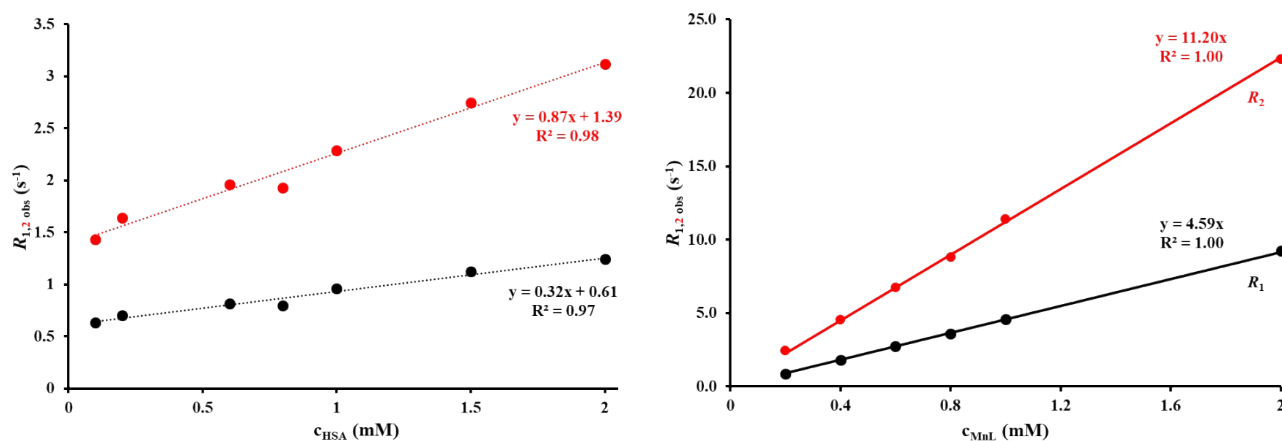 R1,2 obs (s-1)
3.5
3
2.5
2
1.5
1
0.5
0
0
0.5
1
1.5
2
y = 0.87x + 1.39
R² = 0.98
y = 0.32x + 0.61
R² = 0.97
cHSA (mM)
R1,2 obs (s-1)
25.0
20.0
15.0
10.0
5.0
0.0
0
0.4
0.8
1.2
1.6
2
y = 11.20x
R² = 1.00
R2
y = 4.59x
R² = 1.00
R1
cMnL (mM)